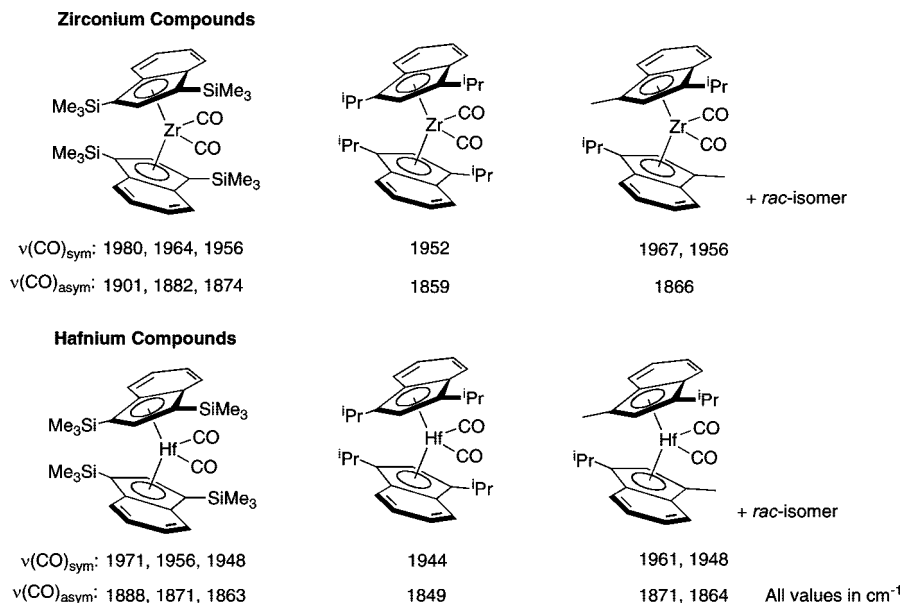 Zirconium Compounds
Me₃Si
SiMe₃
Zr
CO
CO
Me₃Si
SiMe₃
ⁱPr
ⁱPr
Zr
CO
CO
ⁱPr
ⁱPr
ⁱPr
Zr
CO
CO
ⁱPr
+ rac-isomer
ν(CO)sym: 1980, 1964, 1956 1952 1967, 1956
ν(CO)asym: 1901, 1882, 1874 1859 1866
Hafnium Compounds
Me₃Si
SiMe₃
Hf
CO
CO
Me₃Si
SiMe₃
ⁱPr
ⁱPr
Hf
CO
CO
ⁱPr
ⁱPr
ⁱPr
Hf
CO
CO
ⁱPr
+ rac-isomer
ν(CO)sym: 1971, 1956, 1948 1944 1961, 1948
ν(CO)asym: 1888, 1871, 1863 1849 1871, 1864 All values in cm⁻¹